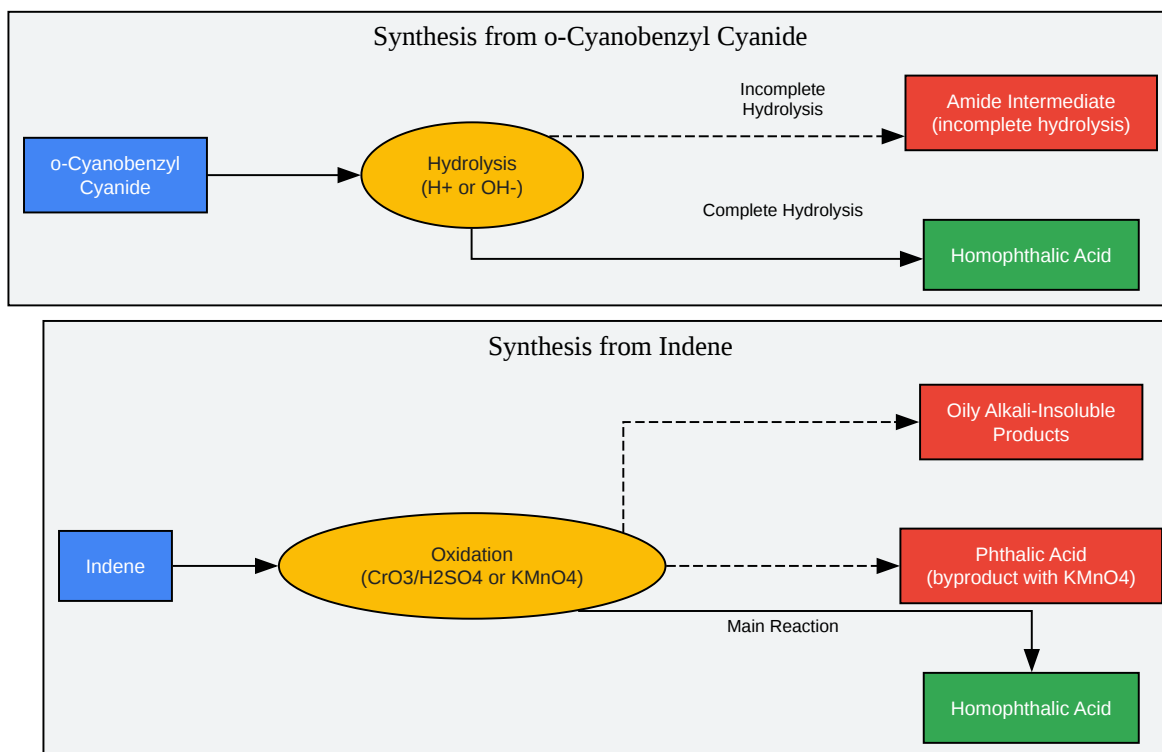 Synthesis from o-Cyanobenzyl Cyanide
Incomplete
Hydrolysis
Amide Intermediate
(incomplete hydrolysis)
o-Cyanobenzyl
Cyanide
Hydrolysis
(H+ or OH-)
Complete Hydrolysis
Homophthalic Acid
Synthesis from Indene
Oily Alkali-Insoluble
Products
Indene
Oxidation
(CrO3/H2SO4 or KMnO4)
Phthalic Acid
(byproduct with KMnO4)
Main Reaction
Homophthalic Acid